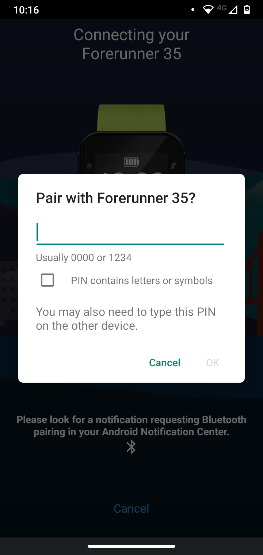 10:16
4G
Connecting your
Forerunner 35
Pair with Forerunner 35?
Usually 0000 or 1234
PIN contains letters or symbols
You may also need to type this PIN
on the other device.
Cancel
OK
Please look for a notification requesting Bluetooth
pairing in your Android Notification Center.
Cancel